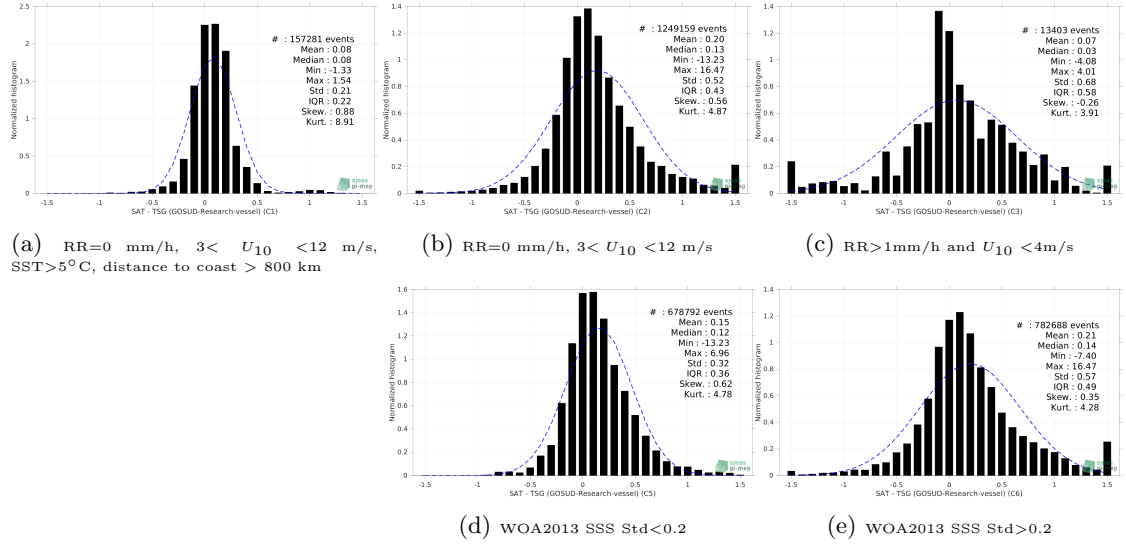 # : 157281 events
Mean : 0.08
Median : 0.08
Min : -1.33
Max : 1.54
Std : 0.21
IQR : 0.22
Skew. : 0.88
Kurt. : 8.91
Normalized histogram
2.5
2
1.5
1
0.5
0
-1.5 -1 -0.5 0 0.5 1 1.5
SAT - TSG (GOSUD-Research-vessel) (C1)
smos
pi-mep
(a) RR=0 mm/h, 3< U10 <12 m/s,
SST>5°C, distance to coast > 800 km
# : 1249159 events
Mean : 0.20
Median : 0.13
Min : -13.23
Max : 16.47
Std : 0.52
IQR : 0.43
Skew. : 0.56
Kurt. : 4.87
Normalized histogram
1.4
1.2
1
0.8
0.6
0.4
0.2
0
-1.5 -1 -0.5 0 0.5 1 1.5
SAT - TSG (GOSUD-Research-vessel) (C2)
smos
pi-mep
(b) RR=0 mm/h, 3< U10 <12 m/s
# : 13403 events
Mean : 0.07
Median : 0.03
Min : -4.08
Max : 4.01
Std : 0.68
IQR : 0.58
Skew. : -0.26
Kurt. : 3.91
Normalized histogram
1.4
1.2
1
0.8
0.6
0.4
0.2
0
-1.5 -1 -0.5 0 0.5 1 1.5
SAT - TSG (GOSUD-Research-vessel) (C3)
smos
pi-mep
(c) RR>1mm/h and U10 <4m/s
# : 678792 events
Mean : 0.15
Median : 0.12
Min : -13.23
Max : 6.96
Std : 0.32
IQR : 0.36
Skew. : 0.62
Kurt. : 4.78
Normalized histogram
1.6
1.4
1.2
1
0.8
0.6
0.4
0.2
0
-1.5 -1 -0.5 0 0.5 1 1.5
SAT - TSG (GOSUD-Research-vessel) (C5)
smos
pi-mep
(d) WOA2013 SSS Std<0.2
# : 782688 events
Mean : 0.21
Median : 0.14
Min : -7.40
Max : 16.47
Std : 0.57
IQR : 0.49
Skew. : 0.35
Kurt. : 4.28
Normalized histogram
1.4
1.2
1
0.8
0.6
0.4
0.2
0
-1.5 -1 -0.5 0 0.5 1 1.5
SAT - TSG (GOSUD-Research-vessel) (C6)
smos
pi-mep
(e) WOA2013 SSS Std>0.2